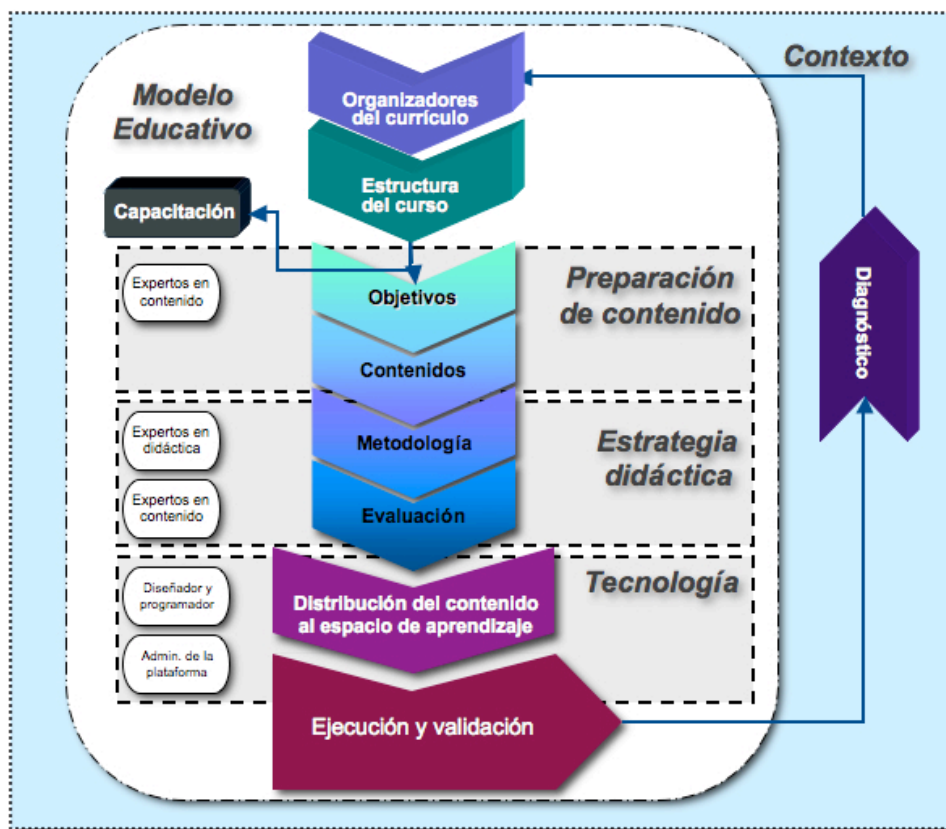 Contexto
Modelo
Educativo
Organizadores
del currículo
Estructura
del curso
Capacitación
Expertos en
contenido
Objetivos
Contenidos
Preparación
de contenido
Diagnóstico
Expertos en
didáctica
Expertos en
contenido
Metodología
Evaluación
Estrategia
didáctica
Tecnología
Diseñador y
programador
Admin. de la
plataforma
Distribución del contenido
al espacio de aprendizaje
Ejecución y validación